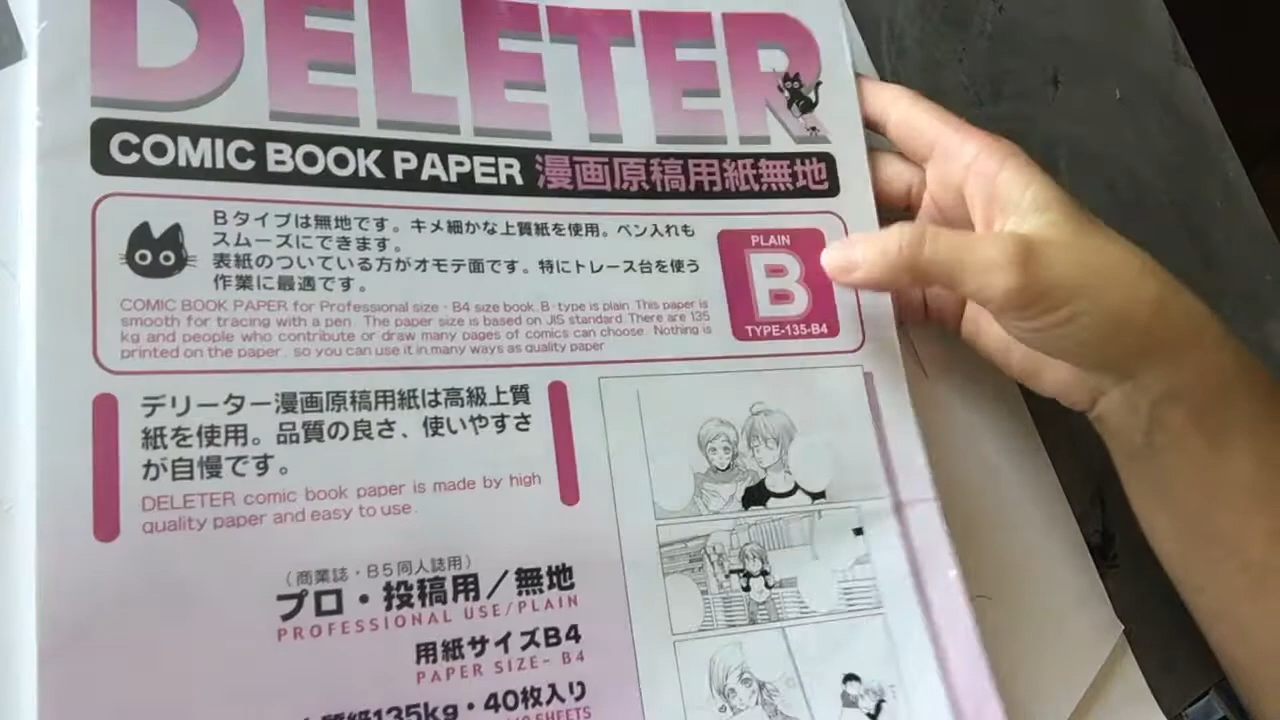 DELETER
COMIC BOOK PAPER 漫画原稿用紙無地
Bタイプは無地です。キメ細かな上質紙を使用。ペン入れも
スムーズにできます。
表紙のついている方がオモテ面です。特にトレース台を使う
作業に最適です。
COMIC BOOK PAPER for Professional size · B4 size book. B · type is plain. This paper is
smooth for tracing with a pen. The paper size is based on JIS standard. There are 135
kg and people who contribute or draw many pages of comics can choose. Nothing is
printed on the paper, so you can use it in many ways as quality paper
PLAIN
B
TYPE-135-B4
デリーター漫画原稿用紙は高級上質
紙を使用。品質の良さ、使いやすさ
が自慢です。
DELETER comic book paper is made by high
quality paper and easy to use.
(商業誌・B5同人誌用)
プロ・投稿用/無地
PROFESSIONAL USE/PLAIN
用紙サイズB4
PAPER SIZE- B4
質紙135kg・40枚入り
SHEETS